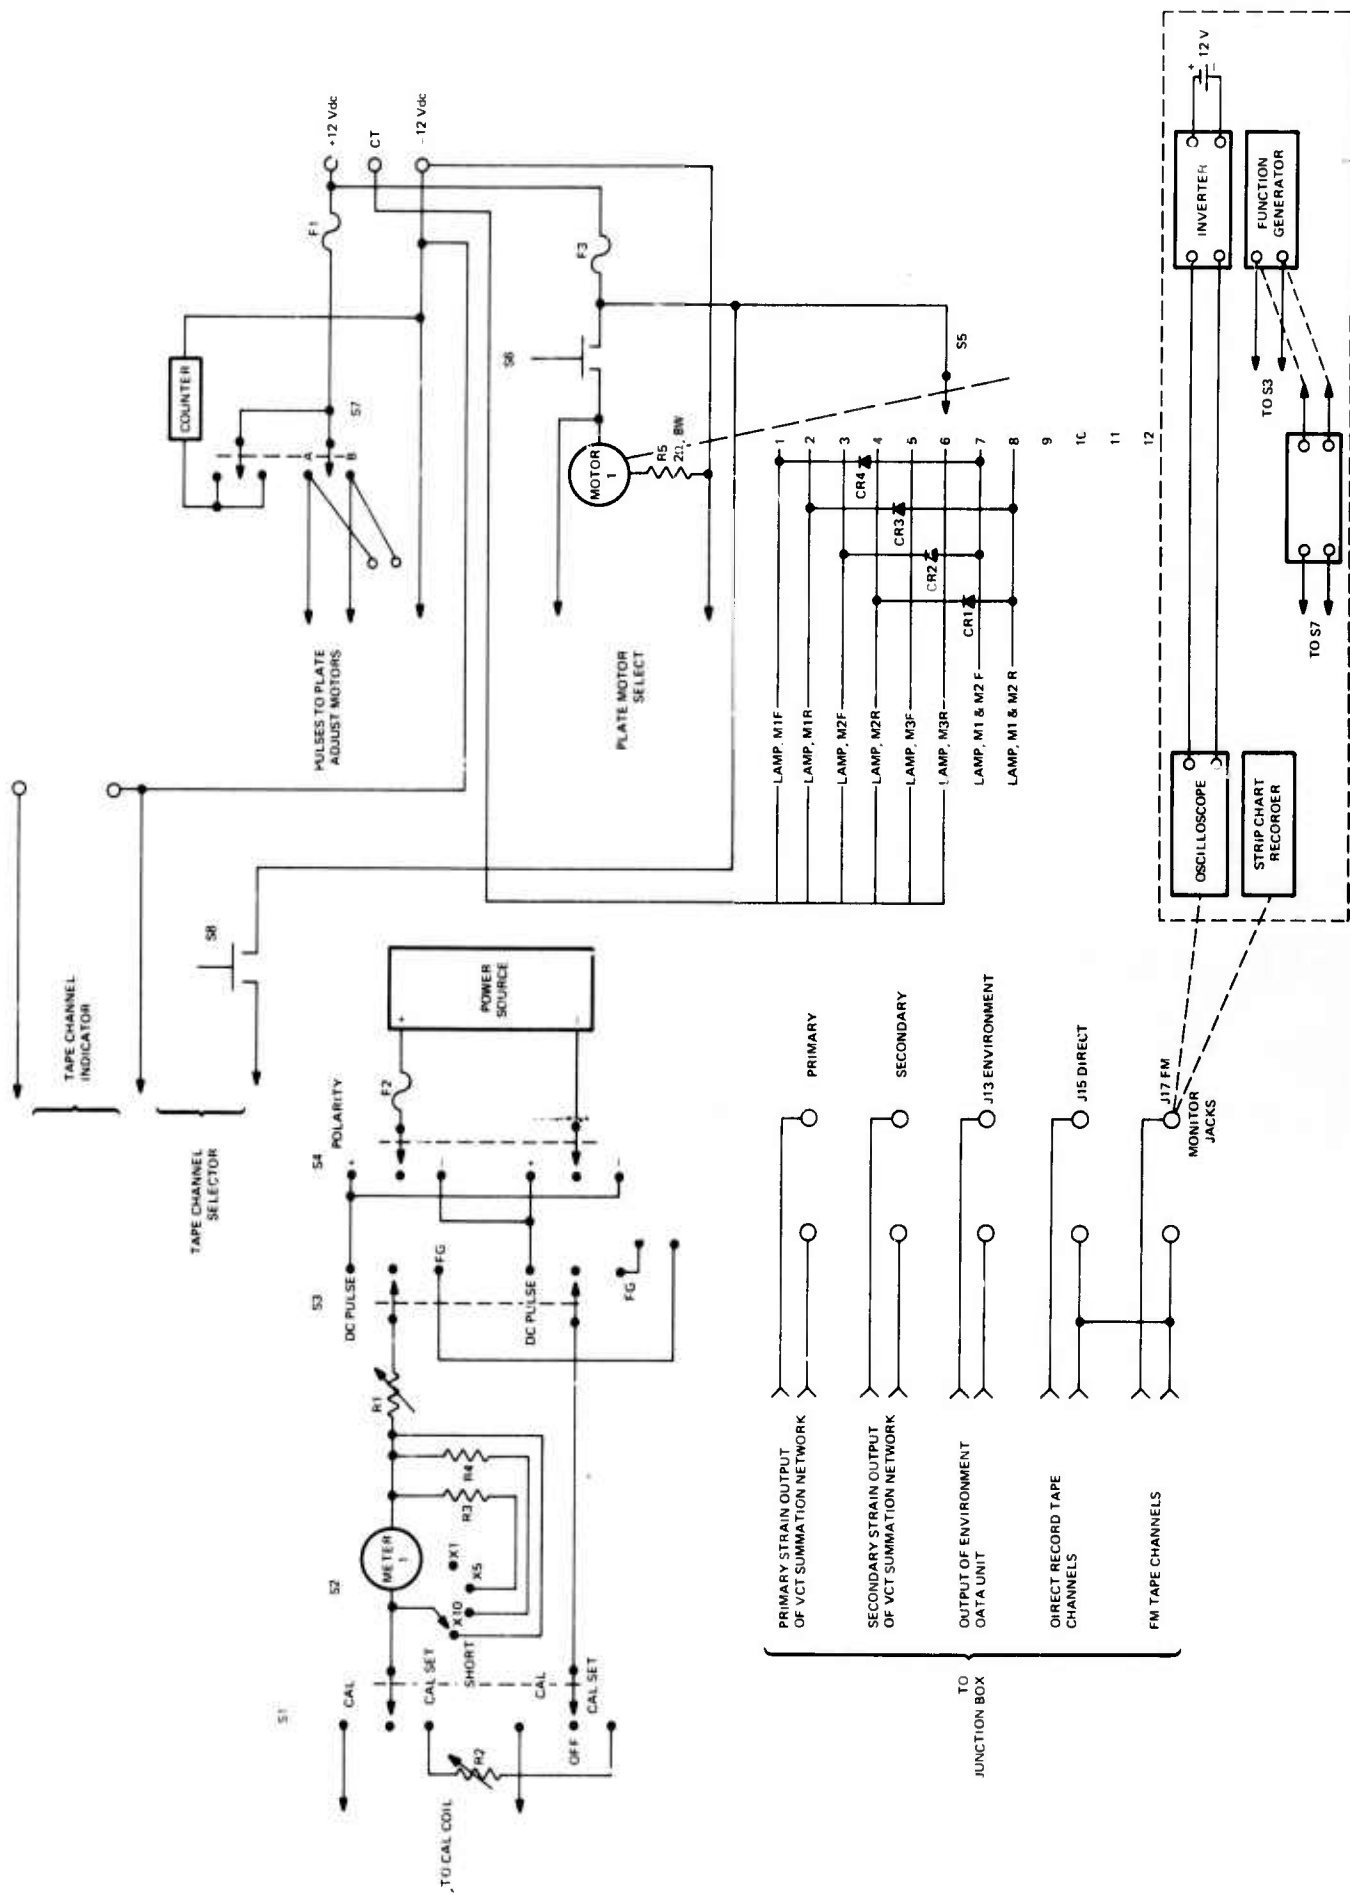 TAPE CHANNEL
INDICATOR
TAPE CHANNEL
SELECTOR
S8
PULSES TO PLATE
ADJUST MOTORS
COUNTER
A
B
S7
F1
+12 Vdc
CT
-12 Vdc
PLATE MOTOR
SELECT
MOTOR
1
R5
2Ω, 8W
S6
F3
S5
S1
CAL
CAL SET
CAL
OFF
CAL SET
R2
TO CAL COIL
S2
METER
1
SHORT
X10
X5
X1
R3
R4
R1
S3
DC PULSE
FG
DC PULSE
FG
S4
POLARITY
+
-
+
-
F2
+
-
POWER
SOURCE
LAMP, M1F
LAMP, M1R
LAMP, M2F
LAMP, M2R
LAMP, M3F
LAMP, M3R
LAMP, M1 & M2 F
LAMP, M1 & M2 R
CR1
CR2
CR3
CR4
1
2
3
4
5
6
7
8
9
10
11
12
PRIMARY STRAIN OUTPUT
OF VCT SUMMATION NETWORK
PRIMARY
SECONDARY STRAIN OUTPUT
OF VCT SUMMATION NETWORK
SECONDARY
OUTPUT OF ENVIRONMENT
DATA UNIT
J13 ENVIRONMENT
DIRECT RECORD TAPE
CHANNELS
J15 DIRECT
FM TAPE CHANNELS
J17 FM
MONITOR
JACKS
TO
JUNCTION BOX
OSCILLOSCOPE
STRIP CHART
RECORDER
INVERTER
+
-
12 V
FUNCTION
GENERATOR
TO S3
TO S7